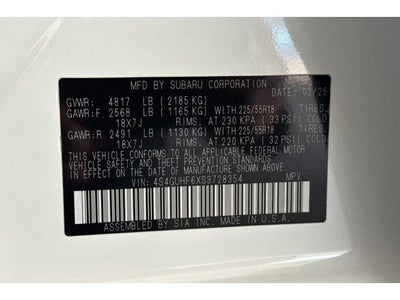 MFD BY SUBARU CORPORATION DATE: 02/25
GVWR: 4817 LB (2185 KG)
GAWR:F. 2568 LB (1165 KG) WITH 225/55R18 TIRES,
18X7J RIMS, AT 230 KPA (33 PSI) COLD
GAWR:R 2491 LB (1130 KG) WITH 225/55R18 TIRES,
18X7J RIMS, AT 220 KPA (32 PSI) COLD
THIS VEHICLE CONFORMS TO ALL APPLICABLE FEDERAL MOTOR
VEHICLE SAFETY AND THEFT PREVENTION STANDARDS IN
EFFECT ON THE DATE OF MANUFACTURE SHOWN ABOVE.
VIN: 4S4GUHF6XS3728354 MPV
ASSEMBLED BY SIA INC. MADE IN U.S.A.